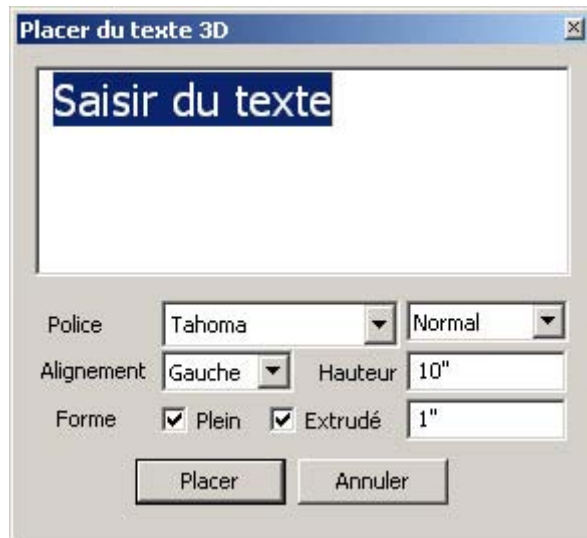 Placer du texte 3D
Saisir du texte
Police Tahoma Normal
Alignement Gauche Hauteur 10"
Forme Plein Extrudé 1"
Placer Annuler